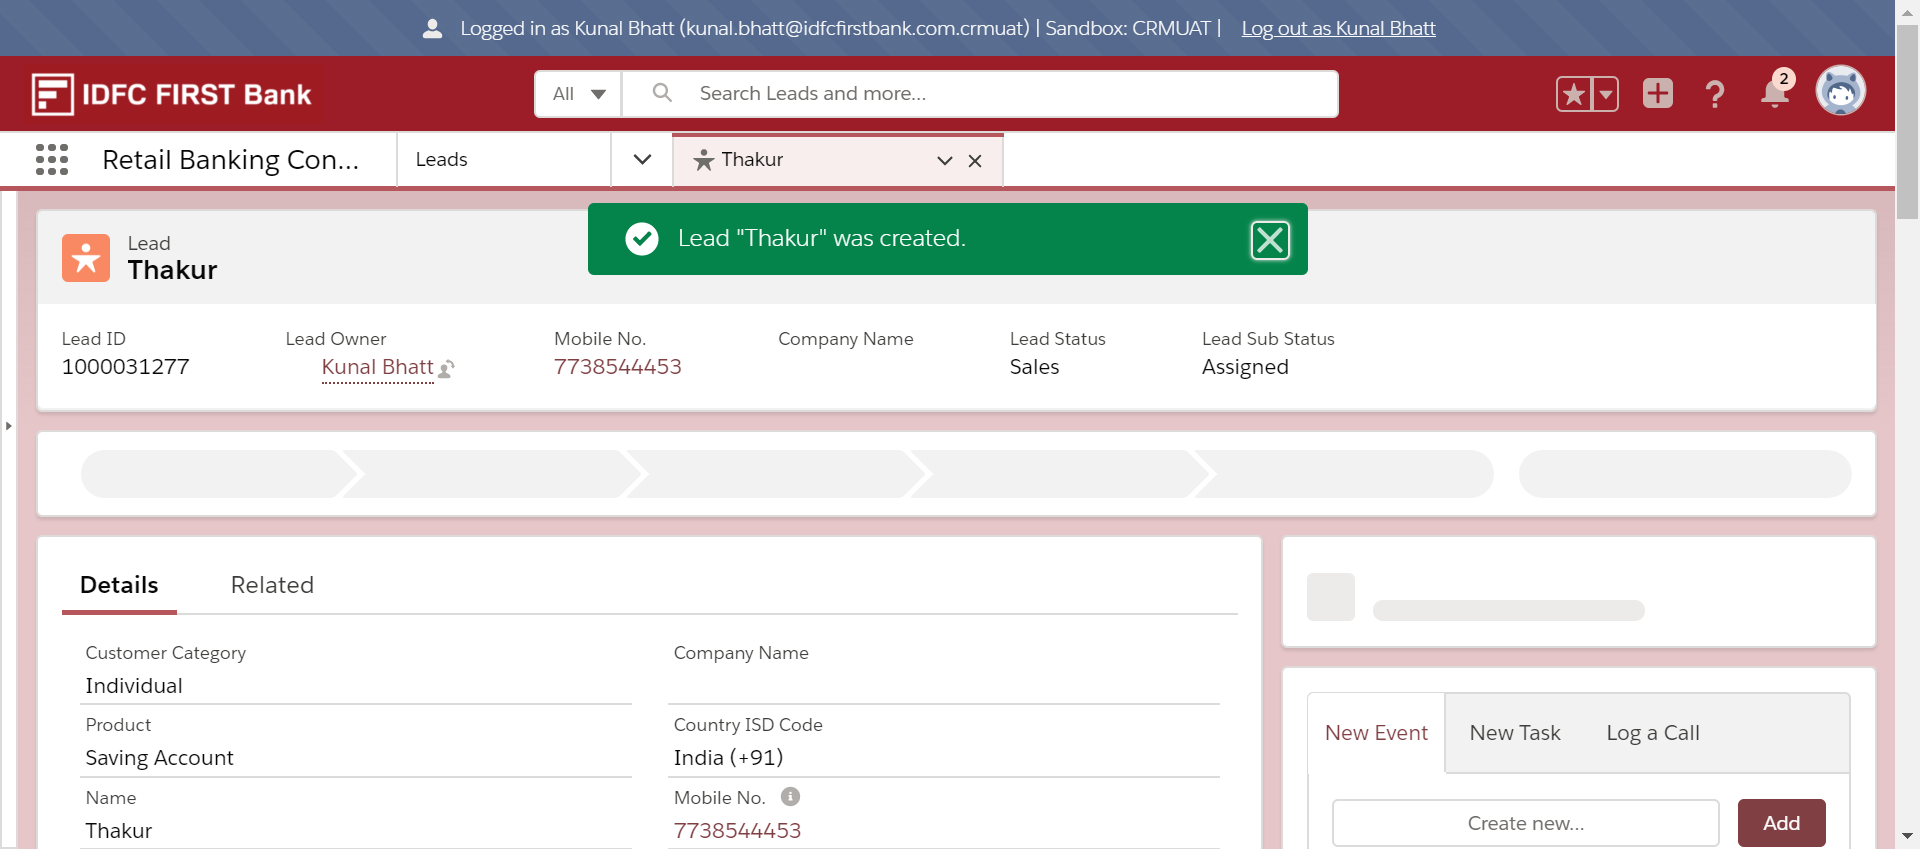 Logged in as Kunal Bhatt (kunal.bhatt@idfcfirstbank.com.crmuat) | Sandbox: CRMUAT | Log out as Kunal Bhatt
IDFC FIRST Bank
All
Search Leads and more...
2
Retail Banking Con...
Leads
Thakur
Lead "Thakur" was created.
Lead
Thakur
Lead ID
1000031277
Lead Owner
Kunal Bhatt
Mobile No.
7738544453
Company Name
Lead Status
Sales
Lead Sub Status
Assigned
Details
Related
Customer Category
Individual
Company Name
Product
Saving Account
Country ISD Code
India (+91)
Name
Thakur
Mobile No.
7738544453
New Event
New Task
Log a Call
Create new...
Add